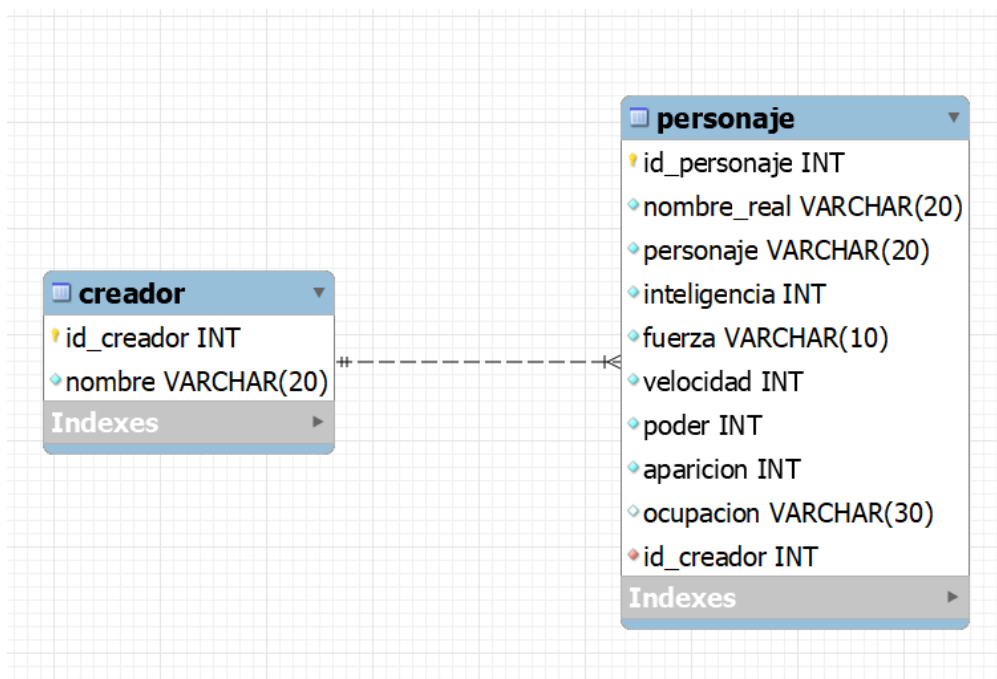 creador
id_creador INT
nombre VARCHAR(20)
Indexes
personaje
id_personaje INT
nombre_real VARCHAR(20)
personaje VARCHAR(20)
inteligencia INT
fuerza VARCHAR(10)
velocidad INT
poder INT
aparicion INT
ocupacion VARCHAR(30)
id_creador INT
Indexes